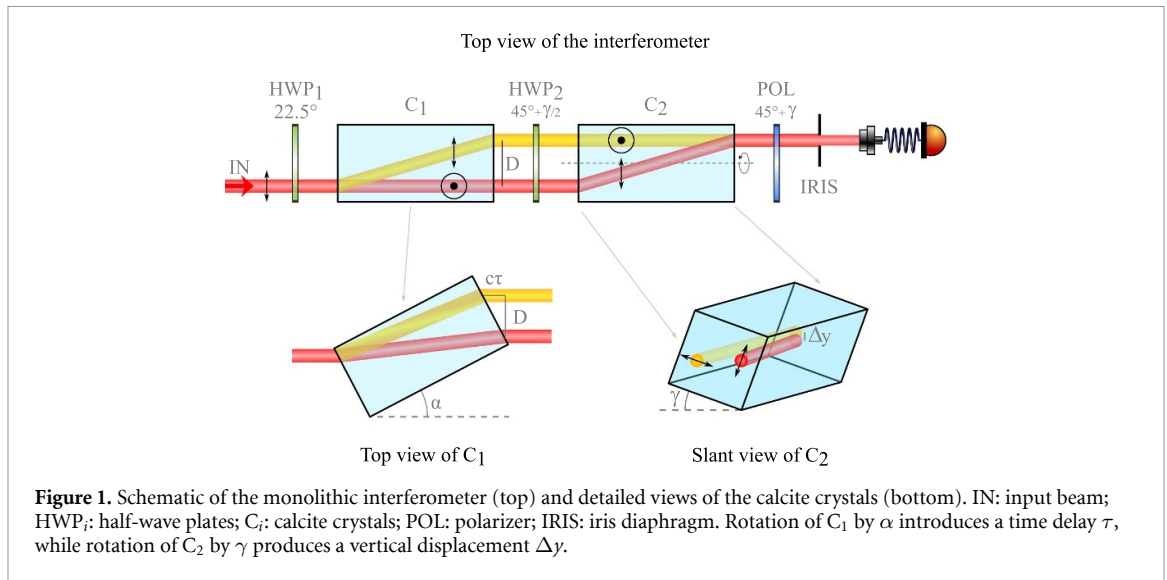 Top view of the interferometer
HWP1 HWP2 POL
22.5° C1 45°+γ/2 C2 45°+γ
IN D IRIS
cτ
D Δy
α γ
Top view of C1 Slant view of C2
Figure 1. Schematic of the monolithic interferometer (top) and detailed views of the calcite crystals (bottom). IN: input beam;
HWPi: half-wave plates; Ci: calcite crystals; POL: polarizer; IRIS: iris diaphragm. Rotation of C1 by α introduces a time delay τ,
while rotation of C2 by γ produces a vertical displacement Δy.